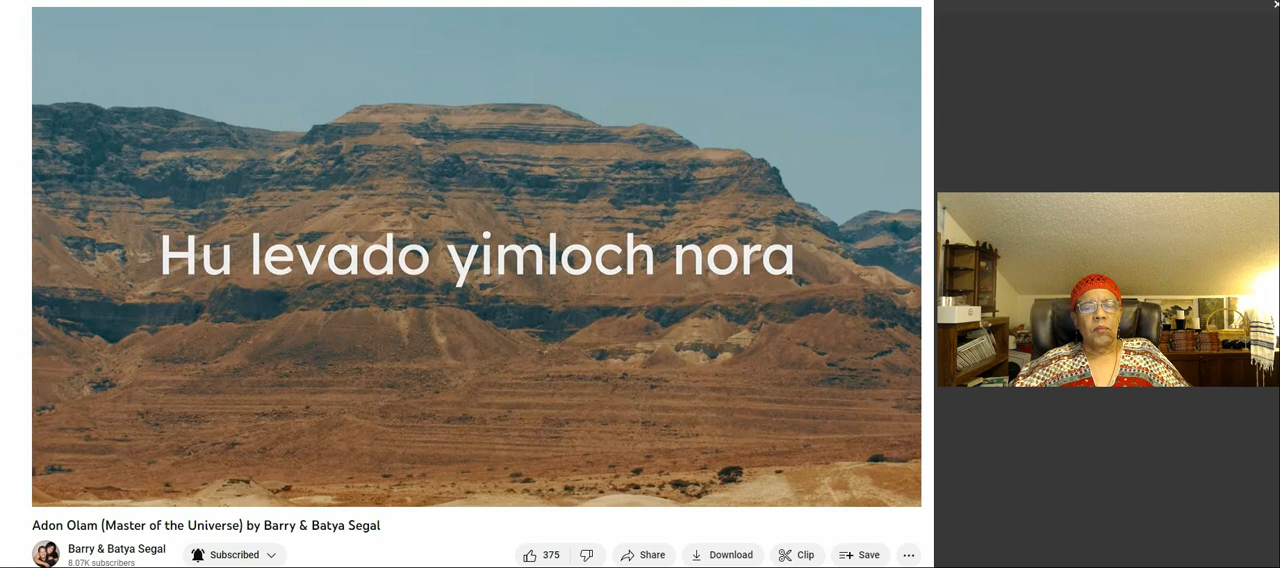 Hu levado yimloch nora
Adon Olam (Master of the Universe) by Barry & Batya Segal
Barry & Batya Segal
8.07K subscribers
Subscribed
375
Share
Download
Clip
Save